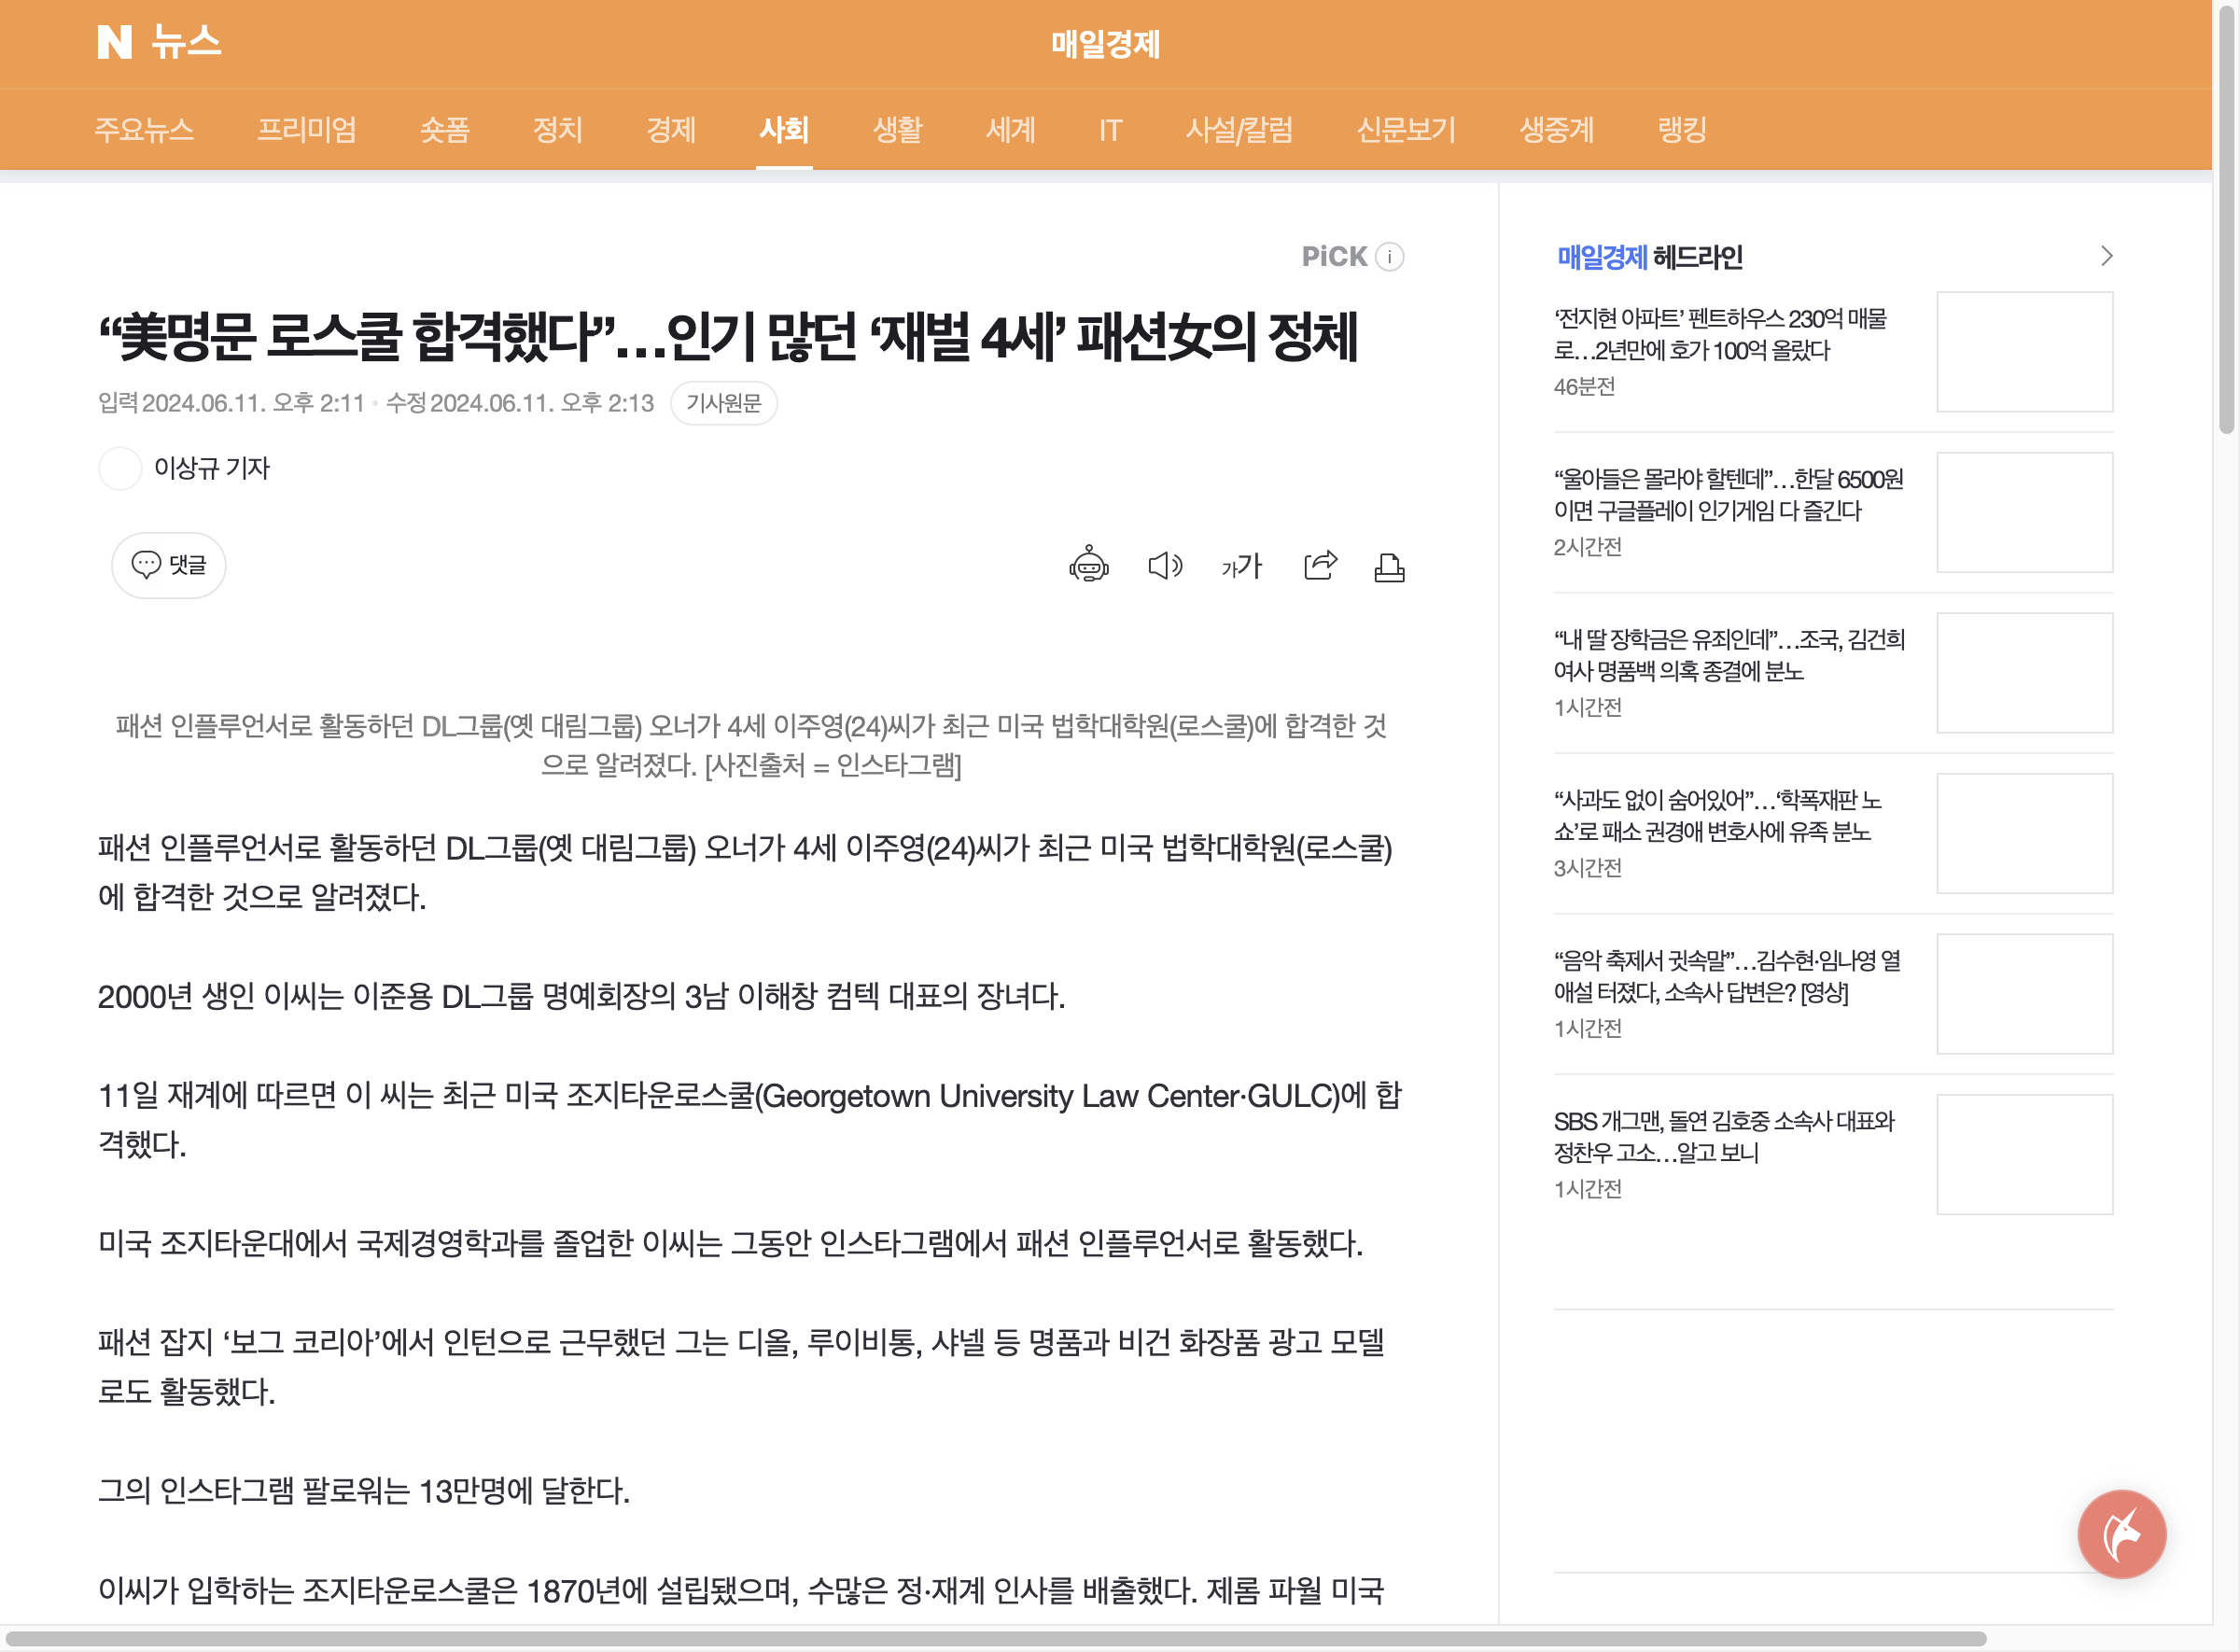 N 뉴스
매일경제
주요뉴스 프리미엄 숏폼 정치 경제 사회 생활 세계 IT 사설/칼럼 신문보기 생중계 랭킹
PiCK i
“美명문 로스쿨 합격했다”…인기 많던 ‘재벌 4세’ 패션女의 정체
입력 2024.06.11. 오후 2:11 수정 2024.06.11. 오후 2:13 기사원문
이상규 기자
댓글
가가
패션 인플루언서로 활동하던 DL그룹(옛 대림그룹) 오너가 4세 이주영(24)씨가 최근 미국 법학대학원(로스쿨)에 합격한 것
으로 알려졌다. [사진출처 = 인스타그램]
패션 인플루언서로 활동하던 DL그룹(옛 대림그룹) 오너가 4세 이주영(24)씨가 최근 미국 법학대학원(로스쿨)
에 합격한 것으로 알려졌다.
2000년 생인 이씨는 이준용 DL그룹 명예회장의 3남 이해창 컴텍 대표의 장녀다.
11일 재계에 따르면 이 씨는 최근 미국 조지타운로스쿨(Georgetown University Law Center·GULC)에 합
격했다.
미국 조지타운대에서 국제경영학과를 졸업한 이씨는 그동안 인스타그램에서 패션 인플루언서로 활동했다.
패션 잡지 ‘보그 코리아’에서 인턴으로 근무했던 그는 디올, 루이비통, 샤넬 등 명품과 비건 화장품 광고 모델
로도 활동했다.
그의 인스타그램 팔로워는 13만명에 달한다.
이씨가 입학하는 조지타운로스쿨은 1870년에 설립됐으며, 수많은 정·재계 인사를 배출했다. 제롬 파월 미국
매일경제 헤드라인
‘전지현 아파트’ 펜트하우스 230억 매물
로…2년만에 호가 100억 올랐다
46분전
“울아들은 몰라야 할텐데”…한달 6500원
이면 구글플레이 인기게임 다 즐긴다
2시간전
“내 딸 장학금은 유죄인데”…조국, 김건희
여사 명품백 의혹 종결에 분노
1시간전
“사과도 없이 숨어있어”…‘학폭재판 노
쇼’로 패소 권경애 변호사에 유족 분노
3시간전
“음악 축제서 귓속말”…김수현·임나영 열
애설 터졌다, 소속사 답변은? [영상]
1시간전
SBS 개그맨, 돌연 김호중 소속사 대표와
정찬우 고소…알고 보니
1시간전